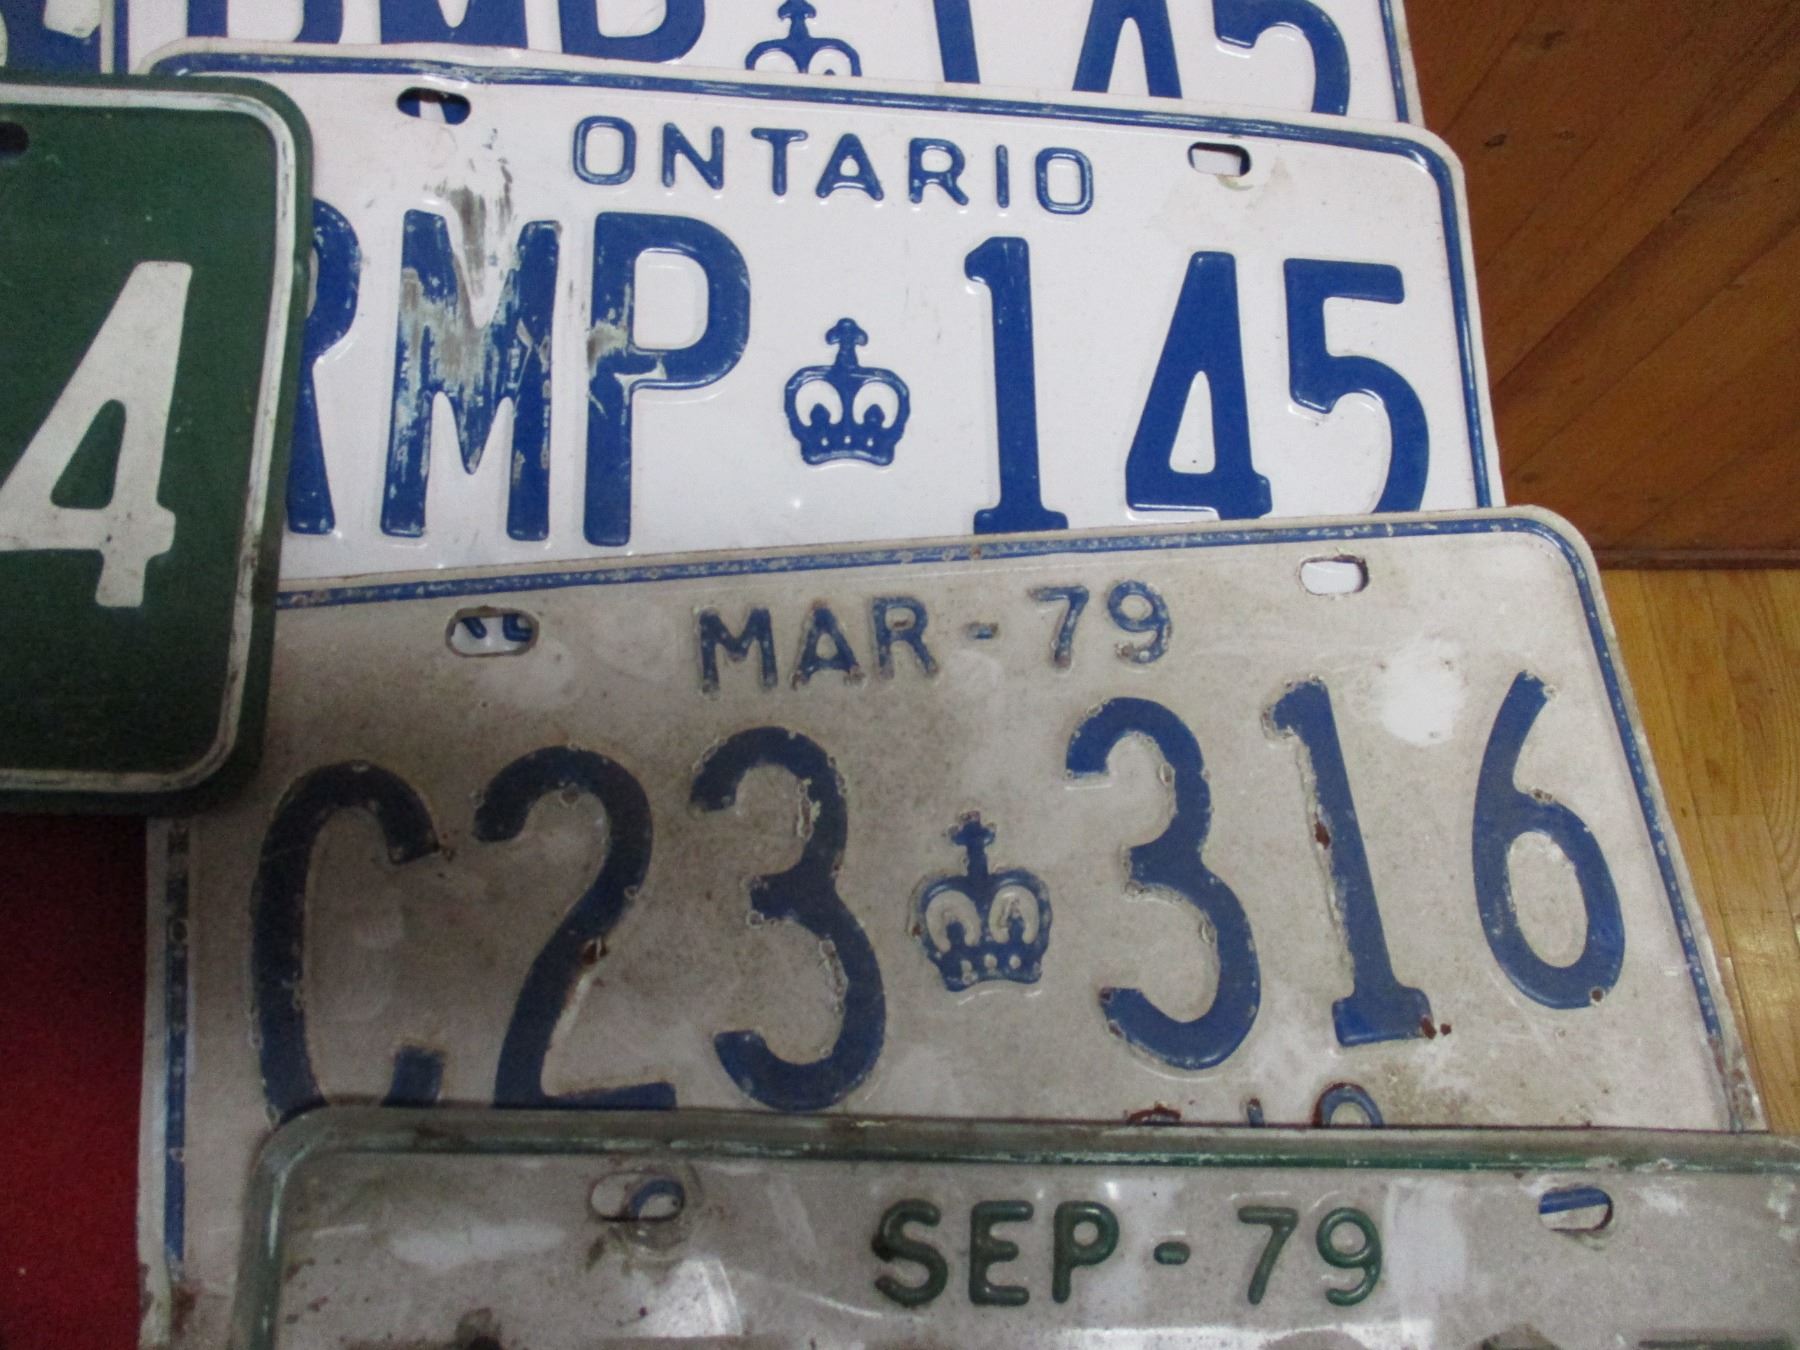 ONTARIO
RMP 145
4
MAR-79
C23 316
SEP-79